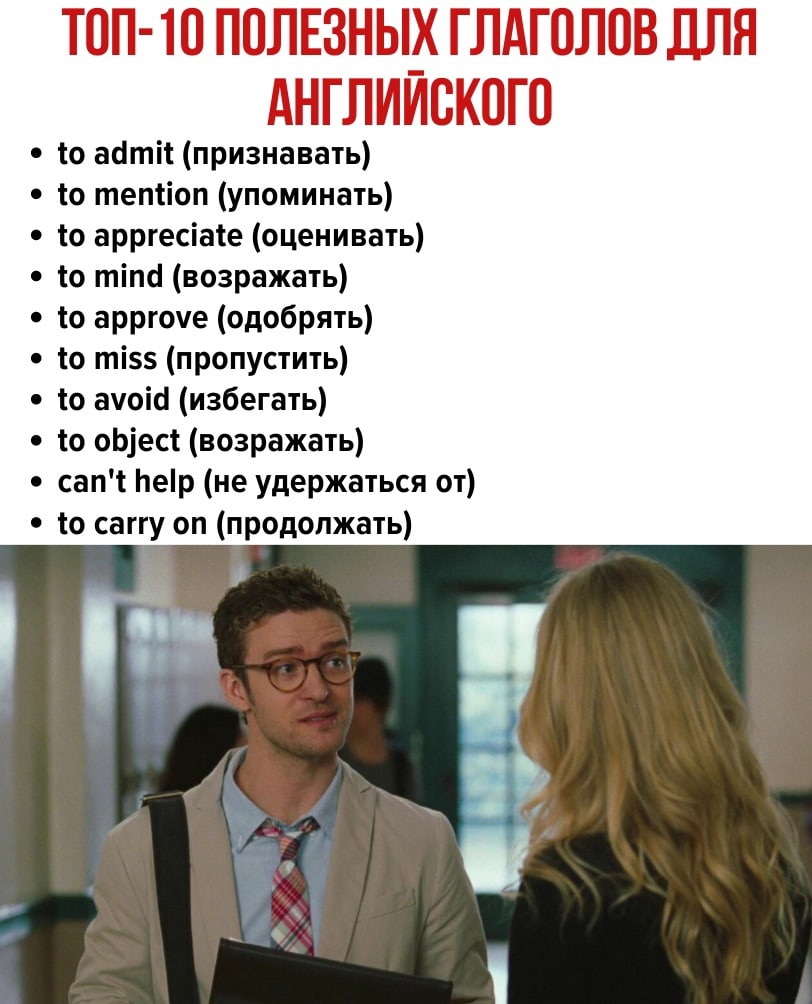 ТОП-10 ПОЛЕЗНЫХ ГЛАГОЛОВ ДЛЯ
АНГЛИЙСКОГО
• to admit (признавать)
• to mention (упоминать)
• to appreciate (оценивать)
• to mind (возражать)
• to approve (одобрять)
• to miss (пропустить)
• to avoid (избегать)
• to object (возражать)
• can't help (не удержаться от)
• to carry on (продолжать)